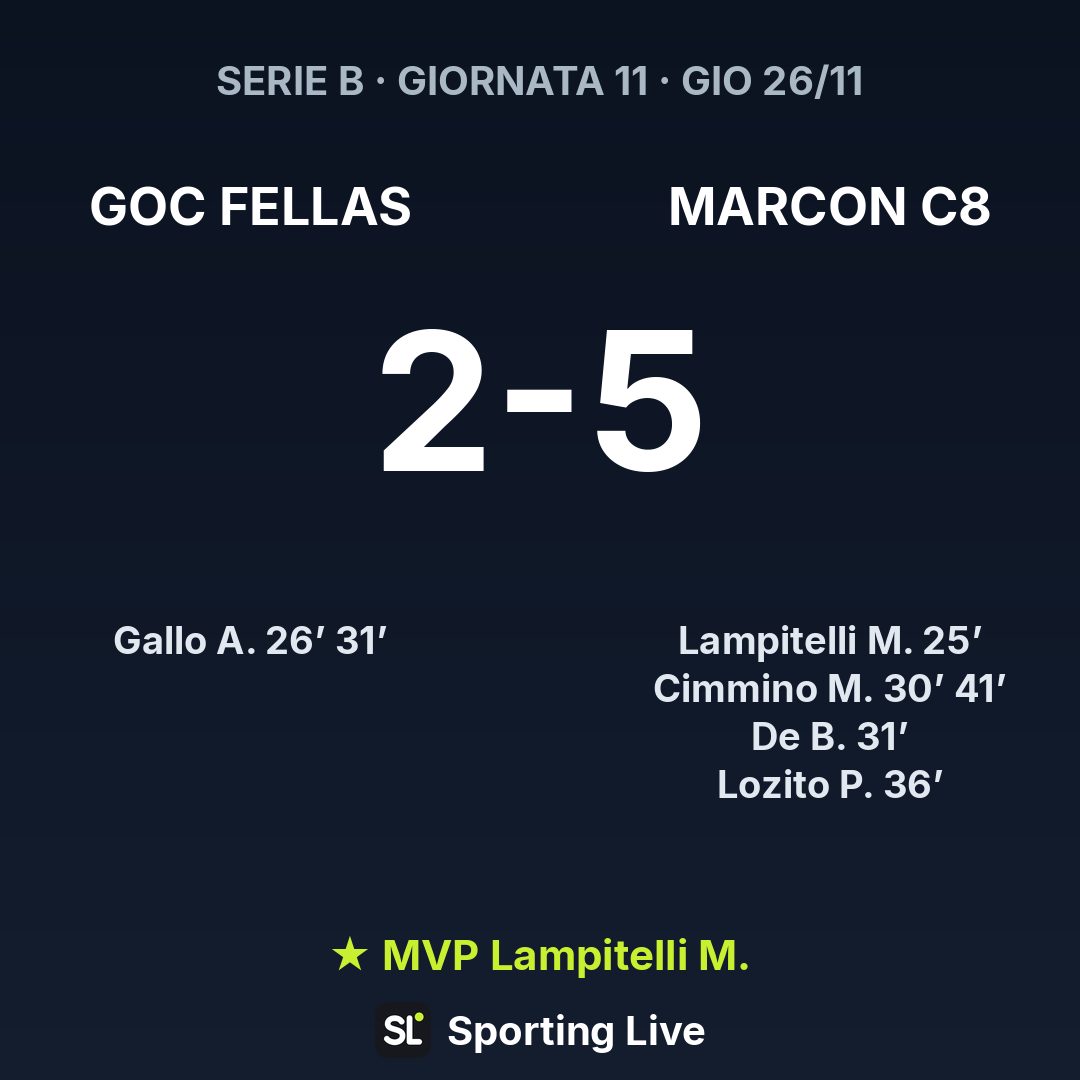 SERIE B · GIORNATA 11 · GIO 26/11
GOC FELLAS
MARCON C8
2-5
Gallo A. 26’ 31’
Lampitelli M. 25’
Cimmino M. 30’ 41’
De B. 31’
Lozito P. 36’
★ MVP Lampitelli M.
SL Sporting Live